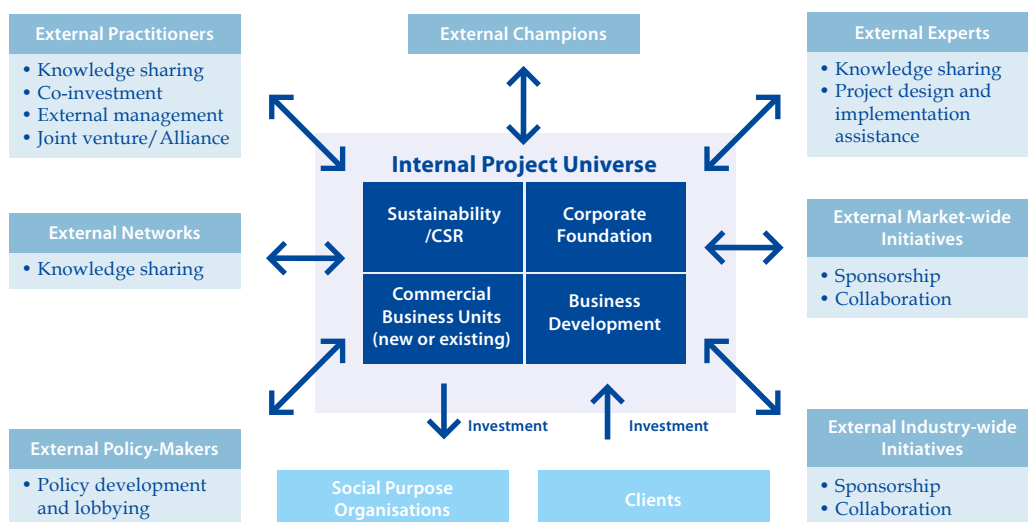 External Practitioners
• Knowledge sharing
• Co-investment
• External management
• Joint venture/Alliance
External Champions
External Experts
• Knowledge sharing
• Project design and
implementation
assistance
Internal Project Universe
Sustainability
/CSR
Corporate
Foundation
Commercial
Business Units
(new or existing)
Business
Development
External Networks
• Knowledge sharing
External Market-wide
Initiatives
• Sponsorship
• Collaboration
Investment
Investment
External Policy-Makers
• Policy development
and lobbying
Social Purpose
Organisations
Clients
External Industry-wide
Initiatives
• Sponsorship
• Collaboration